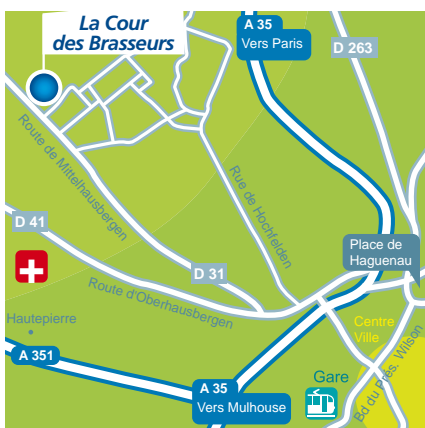 La Cour
des Brasseurs
A 35
Vers Paris
D 263
Route de Mittelhausbergen
Rue de Hochfelden
D 41
Place de
Haguenau
D 31
Route d'Oberhausbergen
Hautepierre
Centre
Ville
A 351
A 35
Vers Mulhouse
Gare
Bd du Prés. Wilson